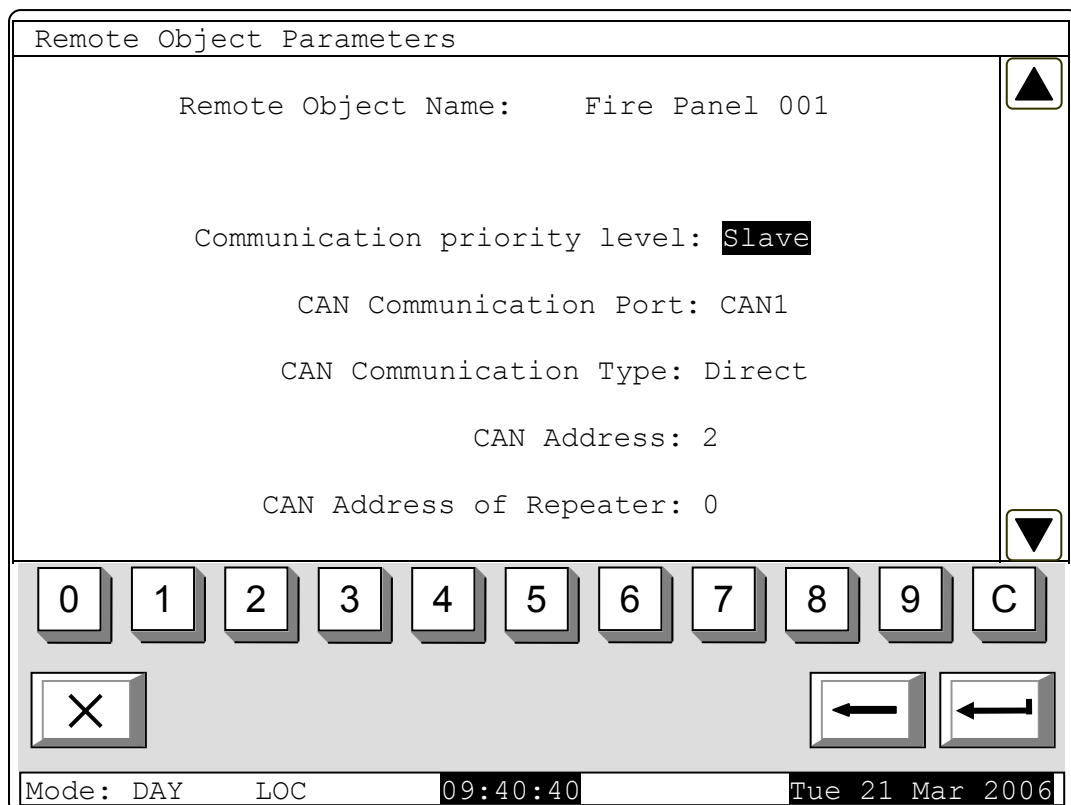 Remote Object Parameters
Remote Object Name: Fire Panel 001
Communication priority level: Slave
CAN Communication Port: CAN1
CAN Communication Type: Direct
CAN Address: 2
CAN Address of Repeater: 0
0 1 2 3 4 5 6 7 8 9 C
Mode: DAY LOC 09:40:40 Tue 21 Mar 2006